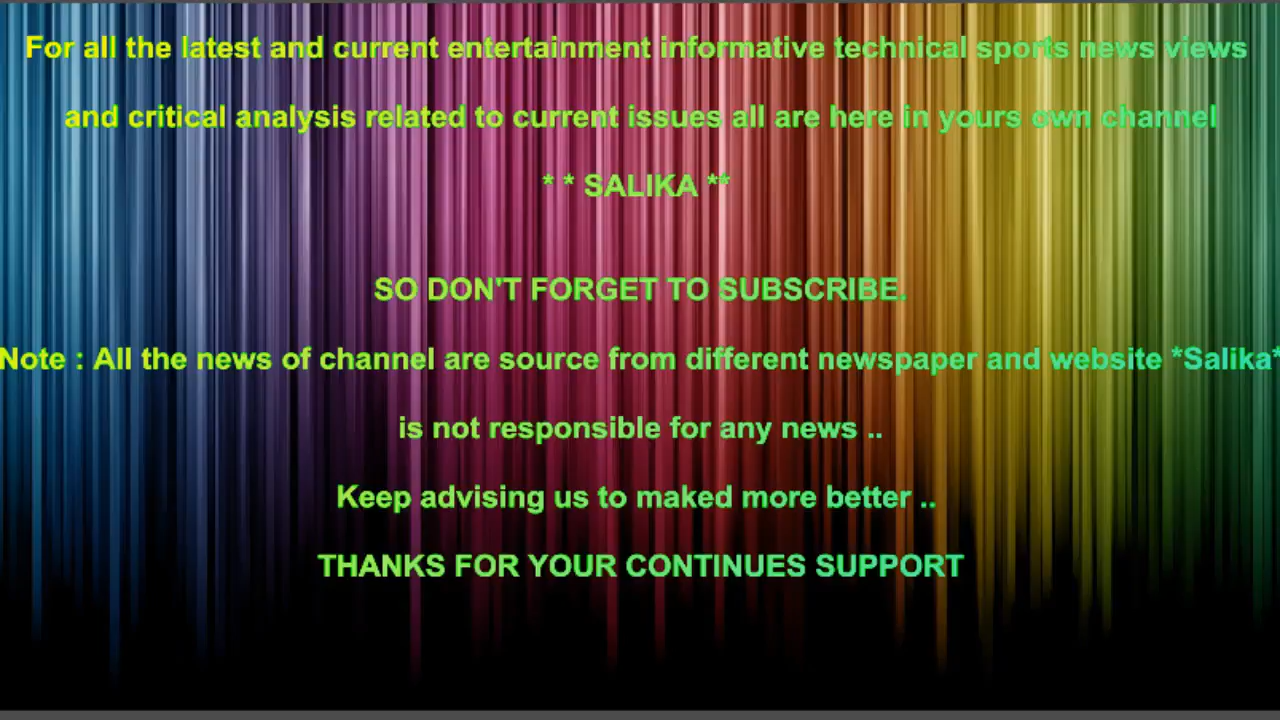 For all the latest and current entertainment informative technical sports news views
and critical analysis related to current issues all are here in yours own channel
* * SALIKA **
SO DON'T FORGET TO SUBSCRIBE.
Note : All the news of channel are source from different newspaper and website *Salika*
is not responsible for any news ..
Keep advising us to maked more better ..
THANKS FOR YOUR CONTINUES SUPPORT